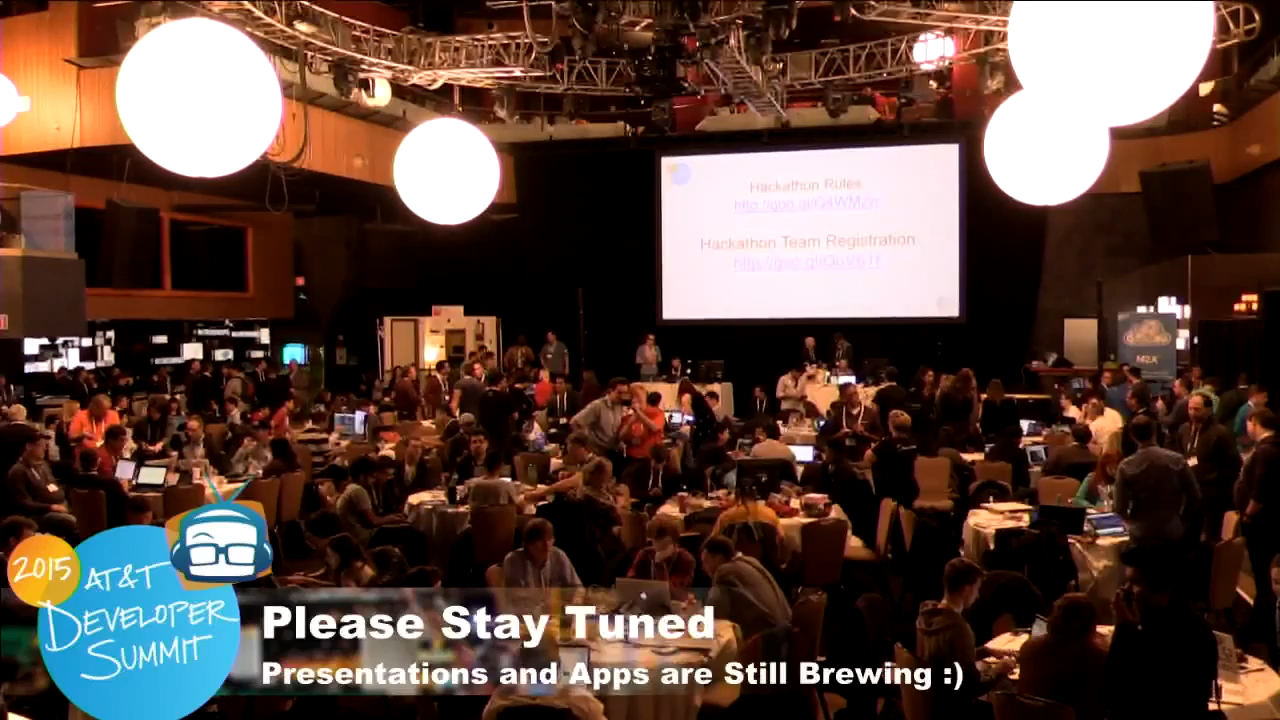 Hackathon Rules
Hackathon Team Registration
2015
AT&T
DEVELOPER
SUMMIT
Please Stay Tuned
Presentations and Apps are Still Brewing :)